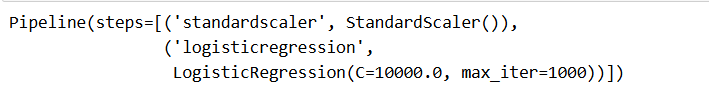 Pipeline(steps=[('standardscaler', StandardScaler()),
('logisticregression',
LogisticRegression(C=10000.0, max_iter=1000))])